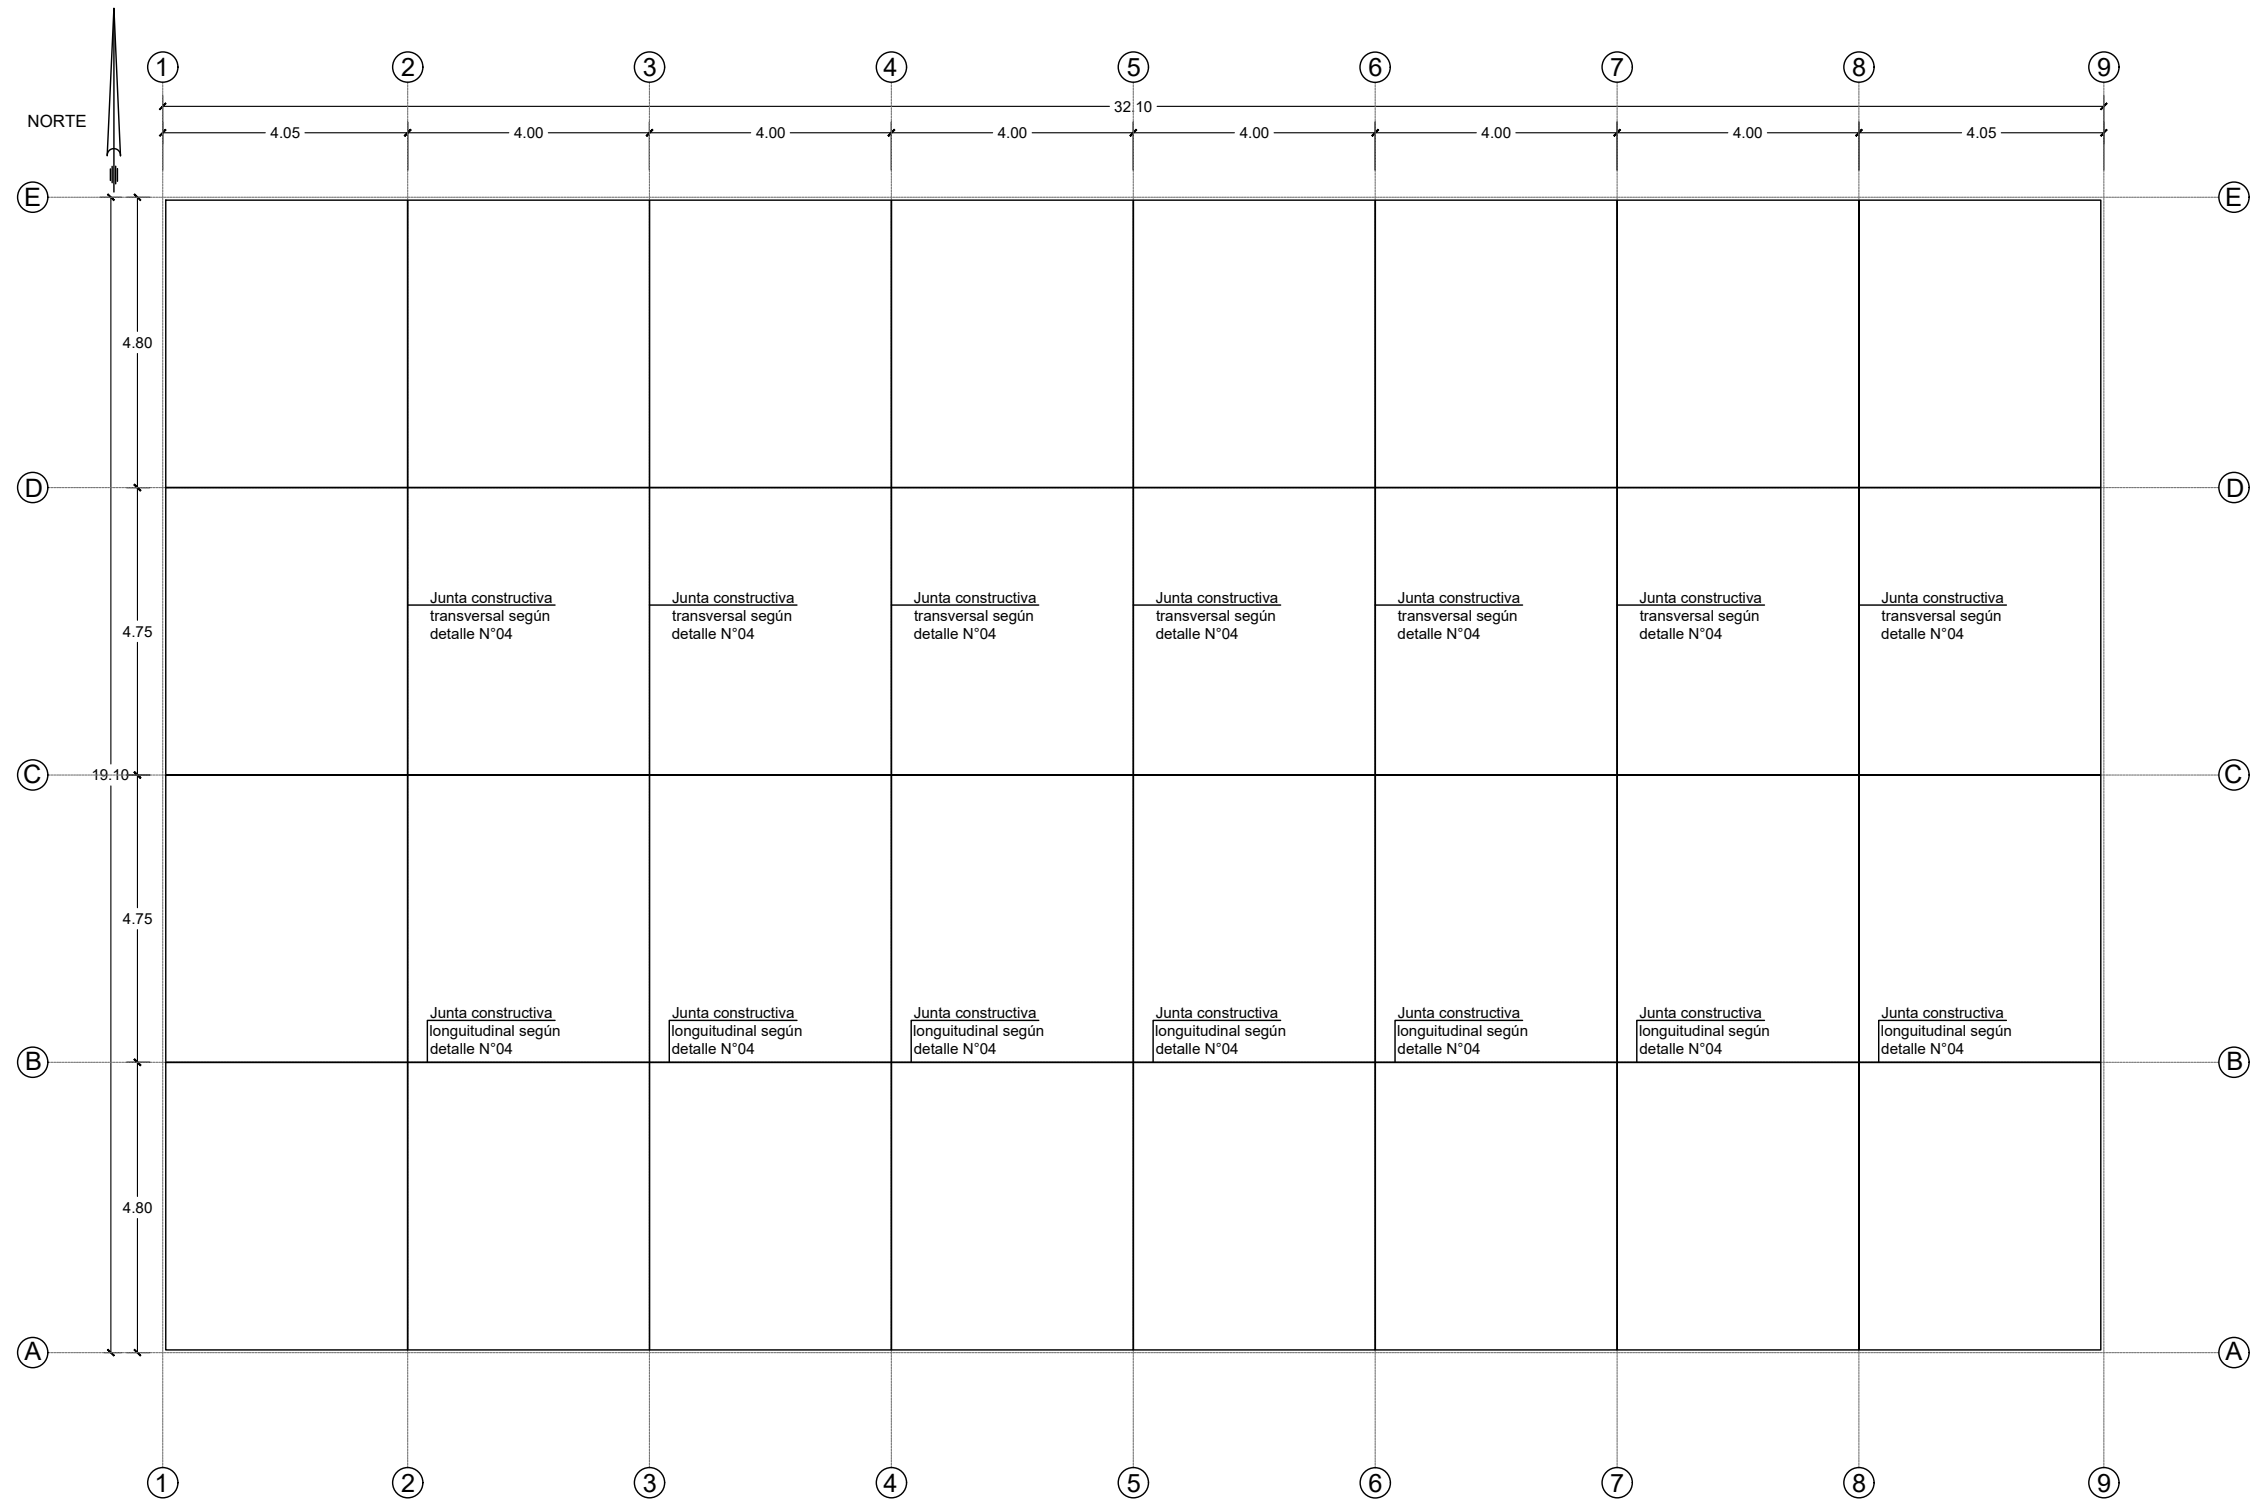 1 2 3 4 5 6 7 8 9
32.10
NORTE
4.05 4.00 4.00 4.00 4.00 4.00 4.00 4.05
E E
4.80
D D
Junta constructiva Junta constructiva Junta constructiva Junta constructiva Junta constructiva Junta constructiva Junta constructiva
transversal según transversal según transversal según transversal según transversal según transversal según transversal según
4.75
detalle N°04 detalle N°04 detalle N°04 detalle N°04 detalle N°04 detalle N°04 detalle N°04
C 19.10 C
4.75
Junta constructiva Junta constructiva Junta constructiva Junta constructiva Junta constructiva Junta constructiva Junta constructiva
longuitudinal según longuitudinal según longuitudinal según longuitudinal según longuitudinal según longuitudinal según longuitudinal según
detalle N°04 detalle N°04 detalle N°04 detalle N°04 detalle N°04 detalle N°04 detalle N°04
B B
4.80
A A
1 2 3 4 5 6 7 8 9